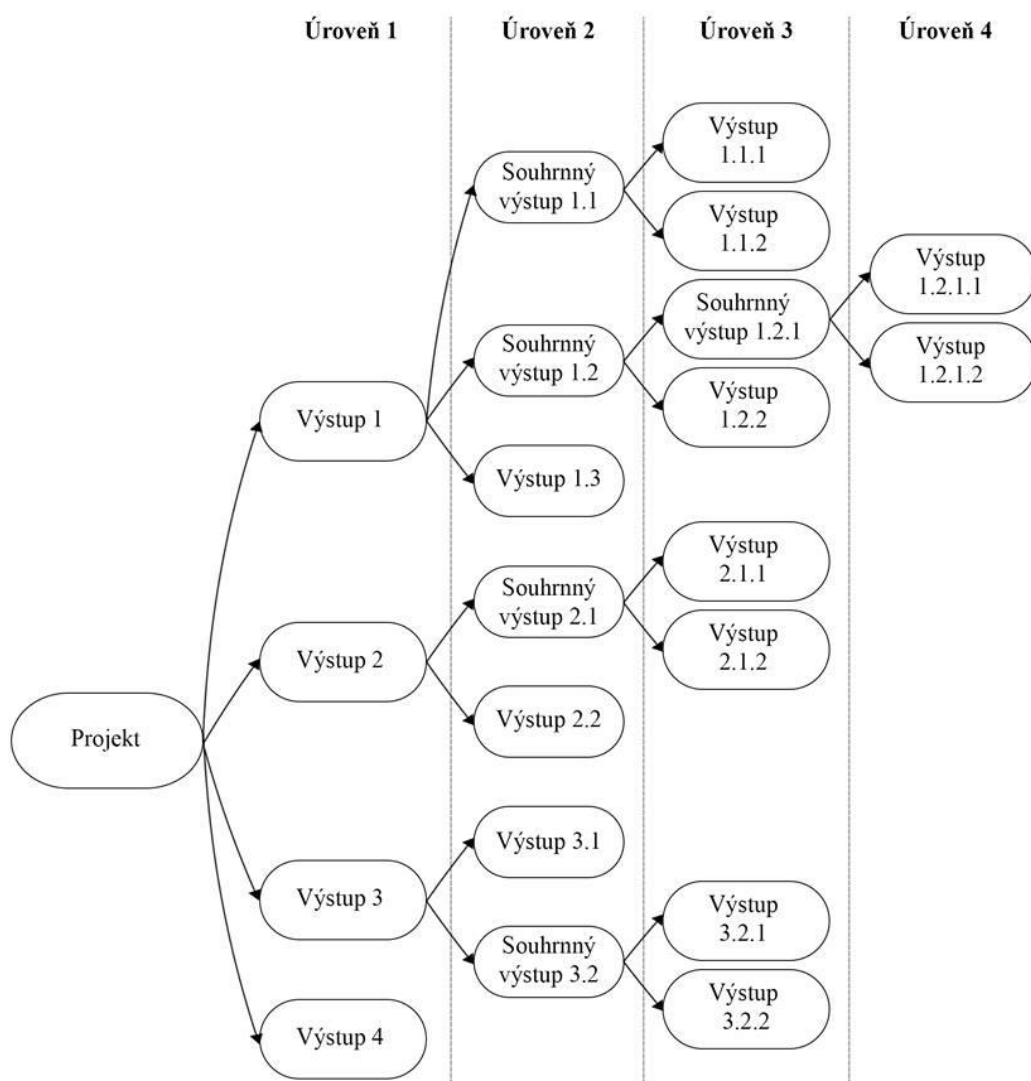 Úroveň 1
Úroveň 2
Úroveň 3
Úroveň 4
Projekt
Výstup 1
Výstup 2
Výstup 3
Výstup 4
Souhrnný
výstup 1.1
Souhrnný
výstup 1.2
Výstup 1.3
Souhrnný
výstup 2.1
Výstup 2.2
Výstup 3.1
Souhrnný
výstup 3.2
Výstup
1.1.1
Výstup
1.1.2
Souhrnný
výstup 1.2.1
Výstup
1.2.2
Výstup
2.1.1
Výstup
2.1.2
Výstup
3.2.1
Výstup
3.2.2
Výstup
1.2.1.1
Výstup
1.2.1.2